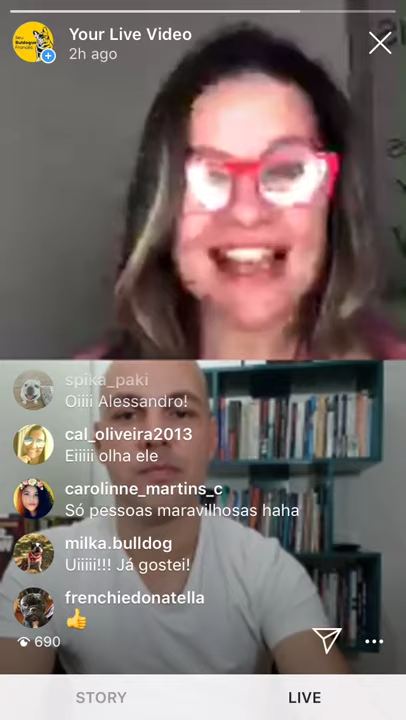 Your Live Video
2h ago
spika_paki
Oiiii Alessandro!
cal_oliveira2013
Eiiiii olha ele
carolinne_martins_c
Só pessoas maravilhosas haha
milka.bulldog
Uiiiii!!! Já gostei!
frenchiedonatella
👍
690
STORY
LIVE